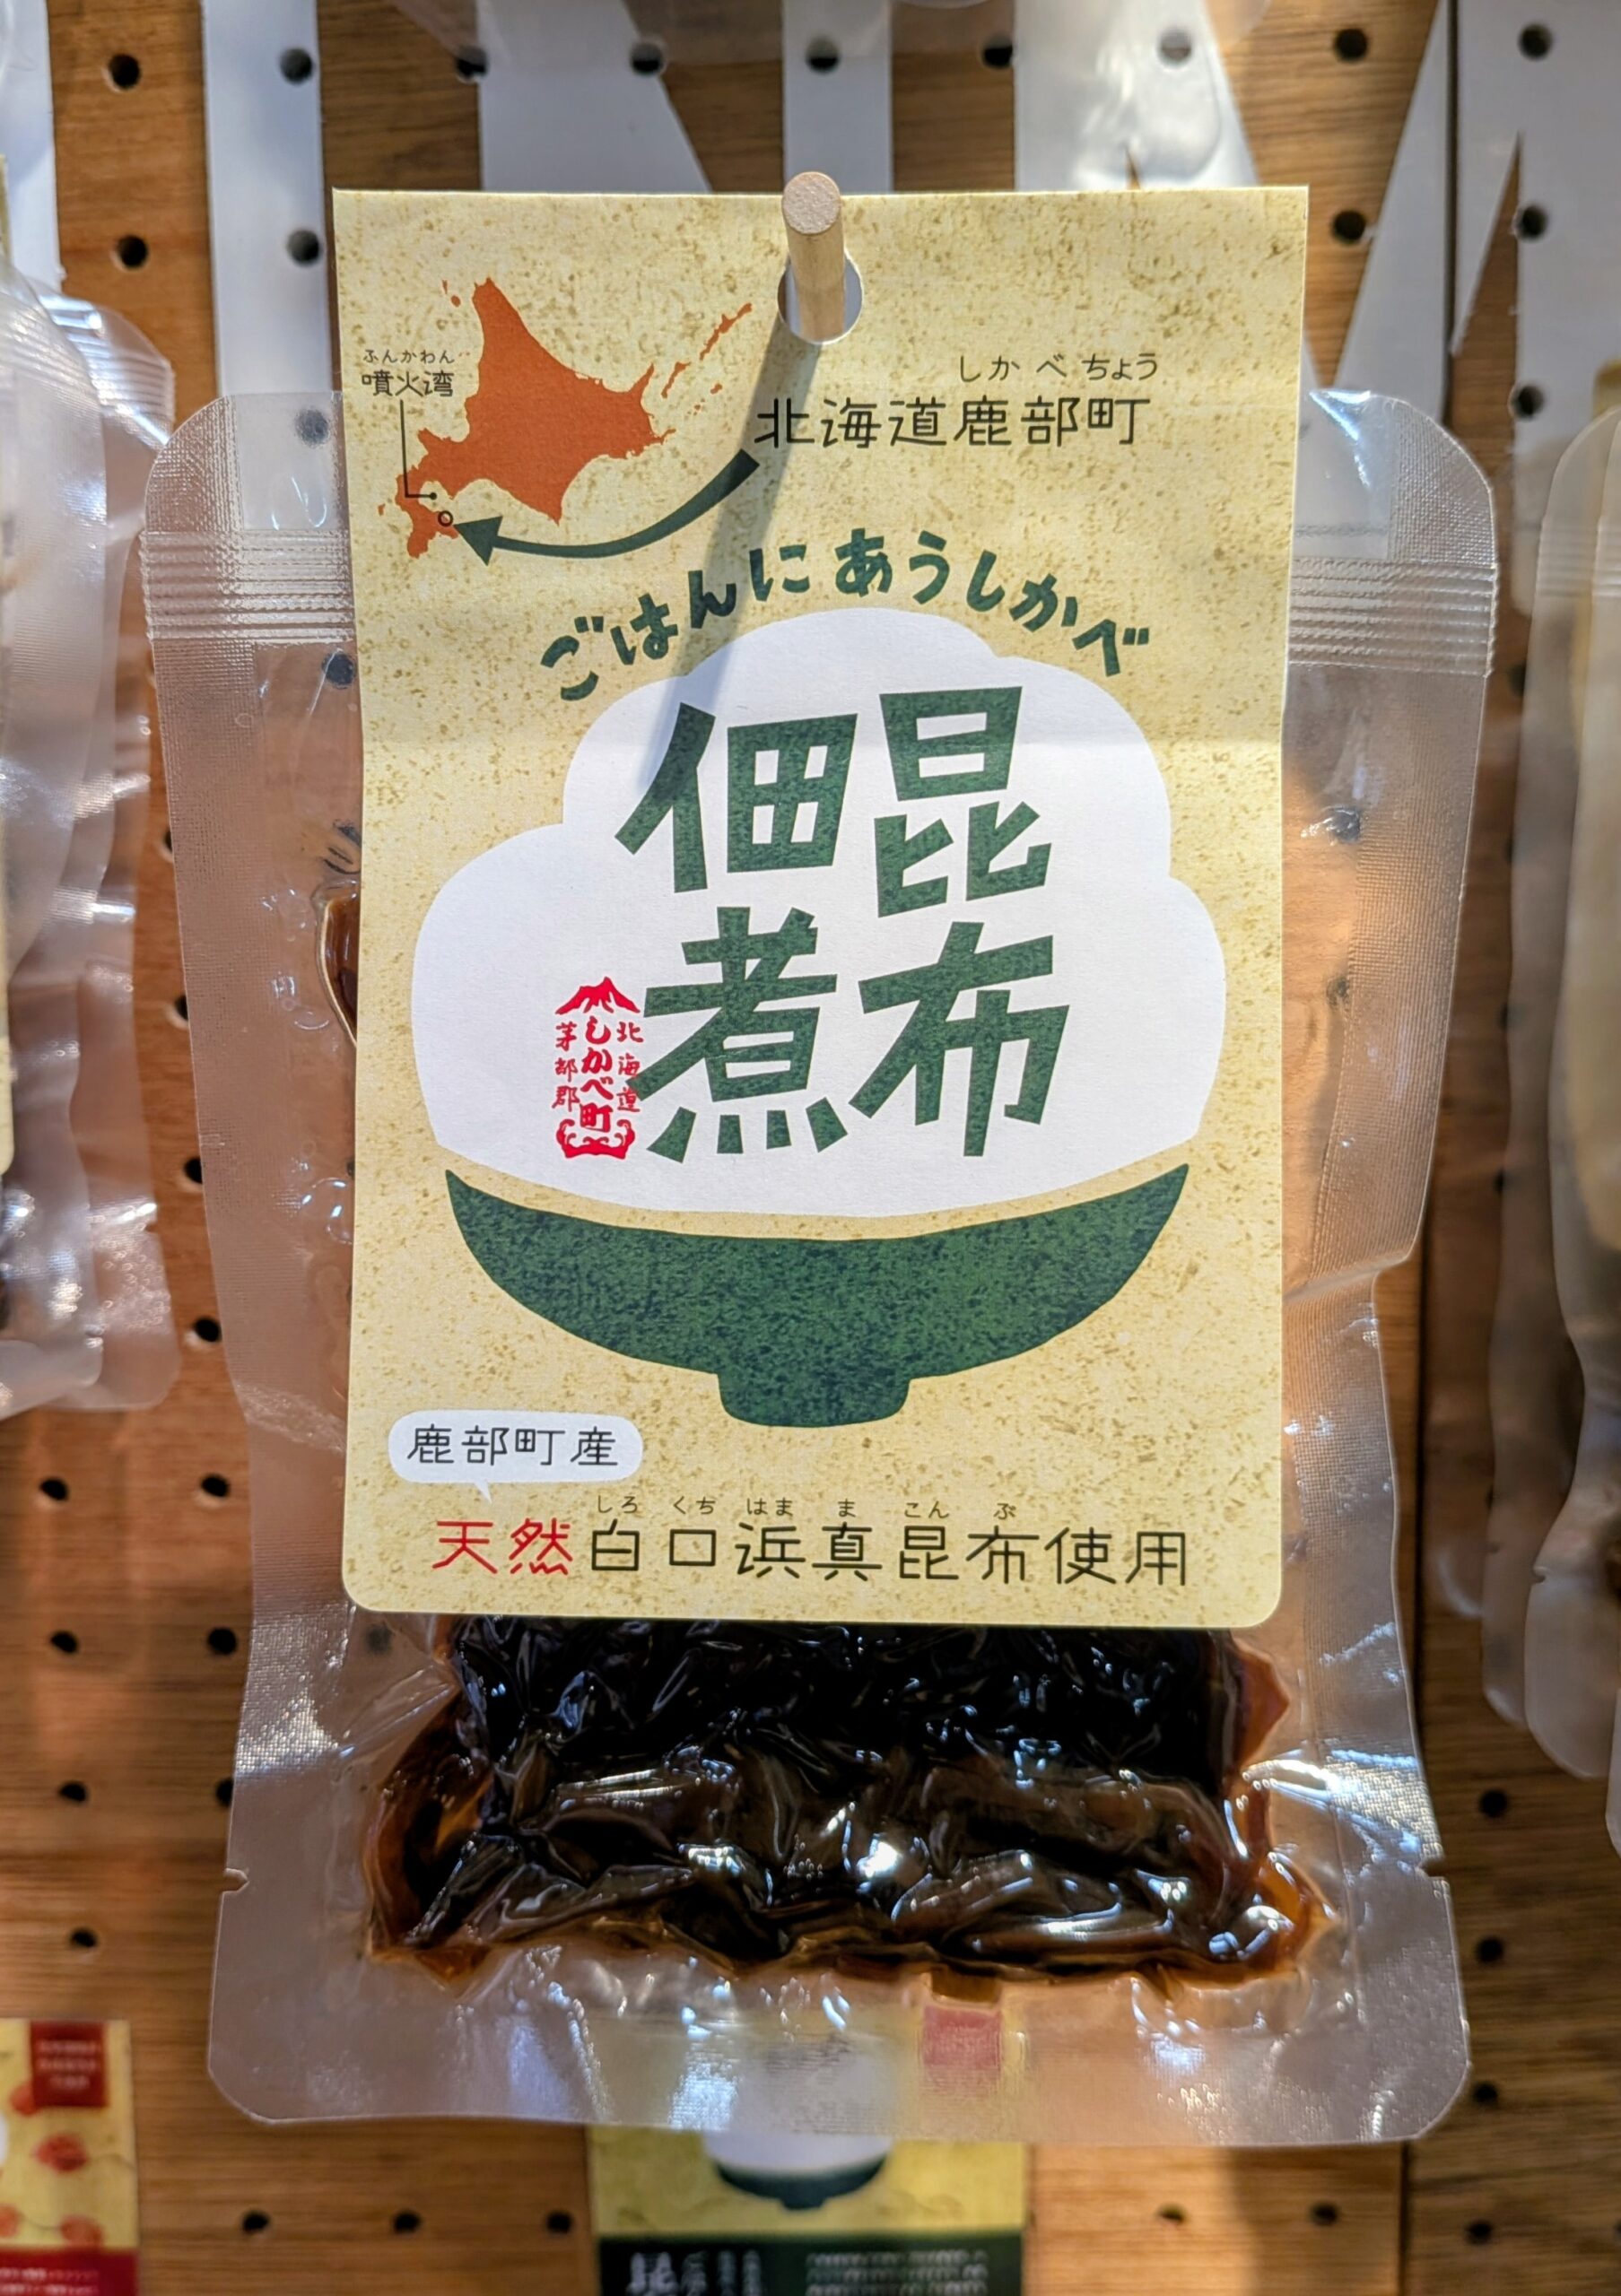 ふんかわん
噴火湾
しかべちょう
北海道鹿部町
ごはんにあうしかべ
昆布
佃煮
北海道
しかべ町
茅部郡
鹿部町産
しろくちはままこんぶ
天然白口浜真昆布使用